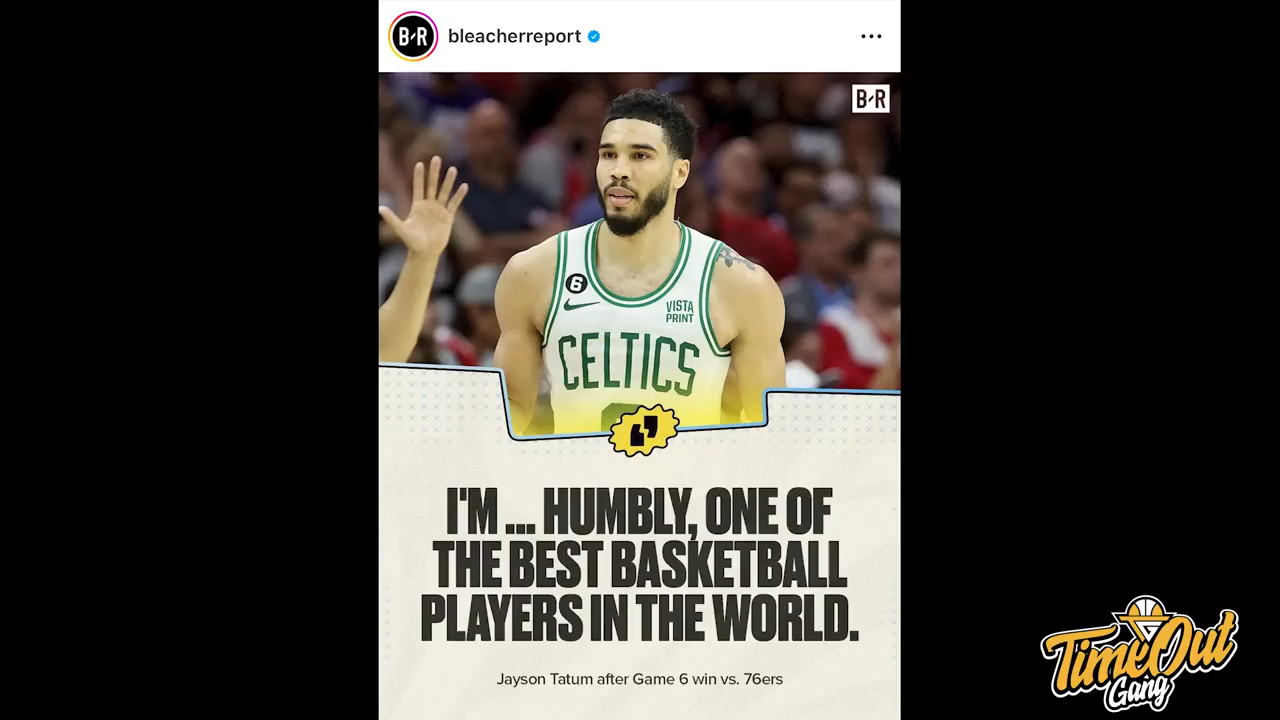 B-R
bleacherreport
B-R
6
VISTA
PRINT
CELTICS
I'M ... HUMBLY, ONE OF
THE BEST BASKETBALL
PLAYERS IN THE WORLD.
Jayson Tatum after Game 6 win vs. 76ers
TimeOut
Gang